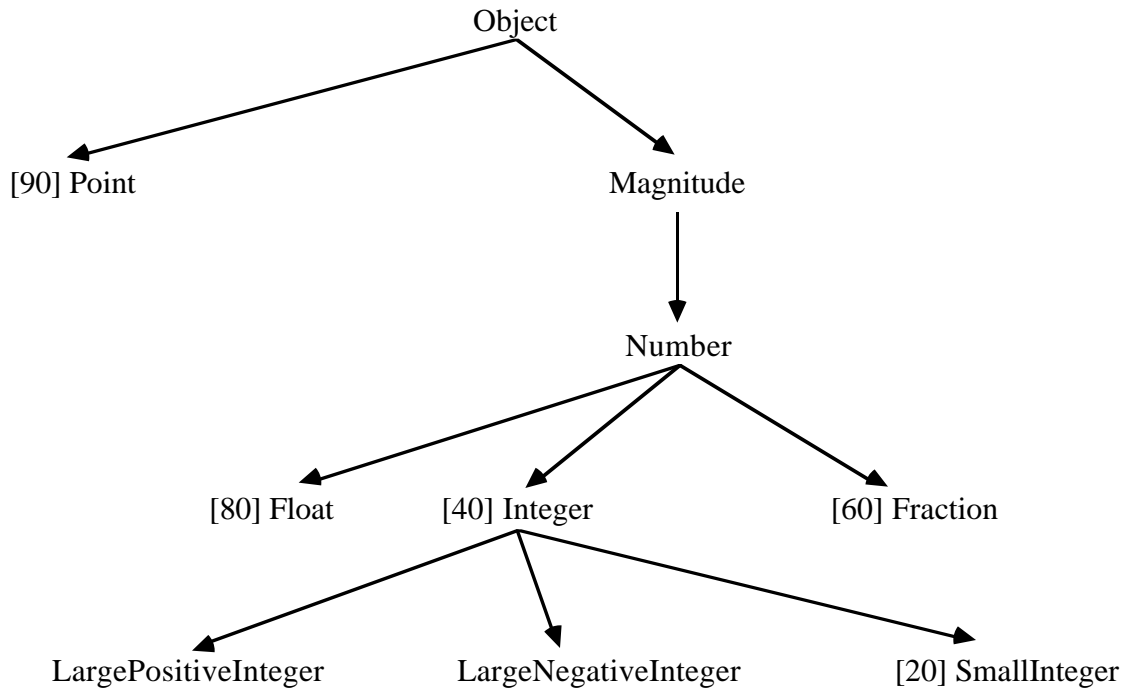 Object
[90] Point
Magnitude
Number
[80] Float
[40] Integer
[60] Fraction
LargePositiveInteger
LargeNegativeInteger
[20] SmallInteger